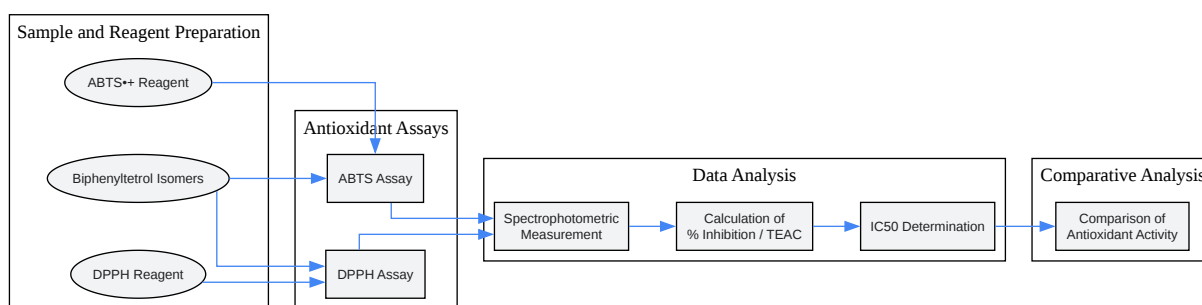 Sample and Reagent Preparation
ABTS•+ Reagent
Biphenyltetrol Isomers
DPPH Reagent
Antioxidant Assays
ABTS Assay
DPPH Assay
Data Analysis
Spectrophotometric
Measurement
Calculation of
% Inhibition / TEAC
IC50 Determination
Comparative Analysis
Comparison of
Antioxidant Activity